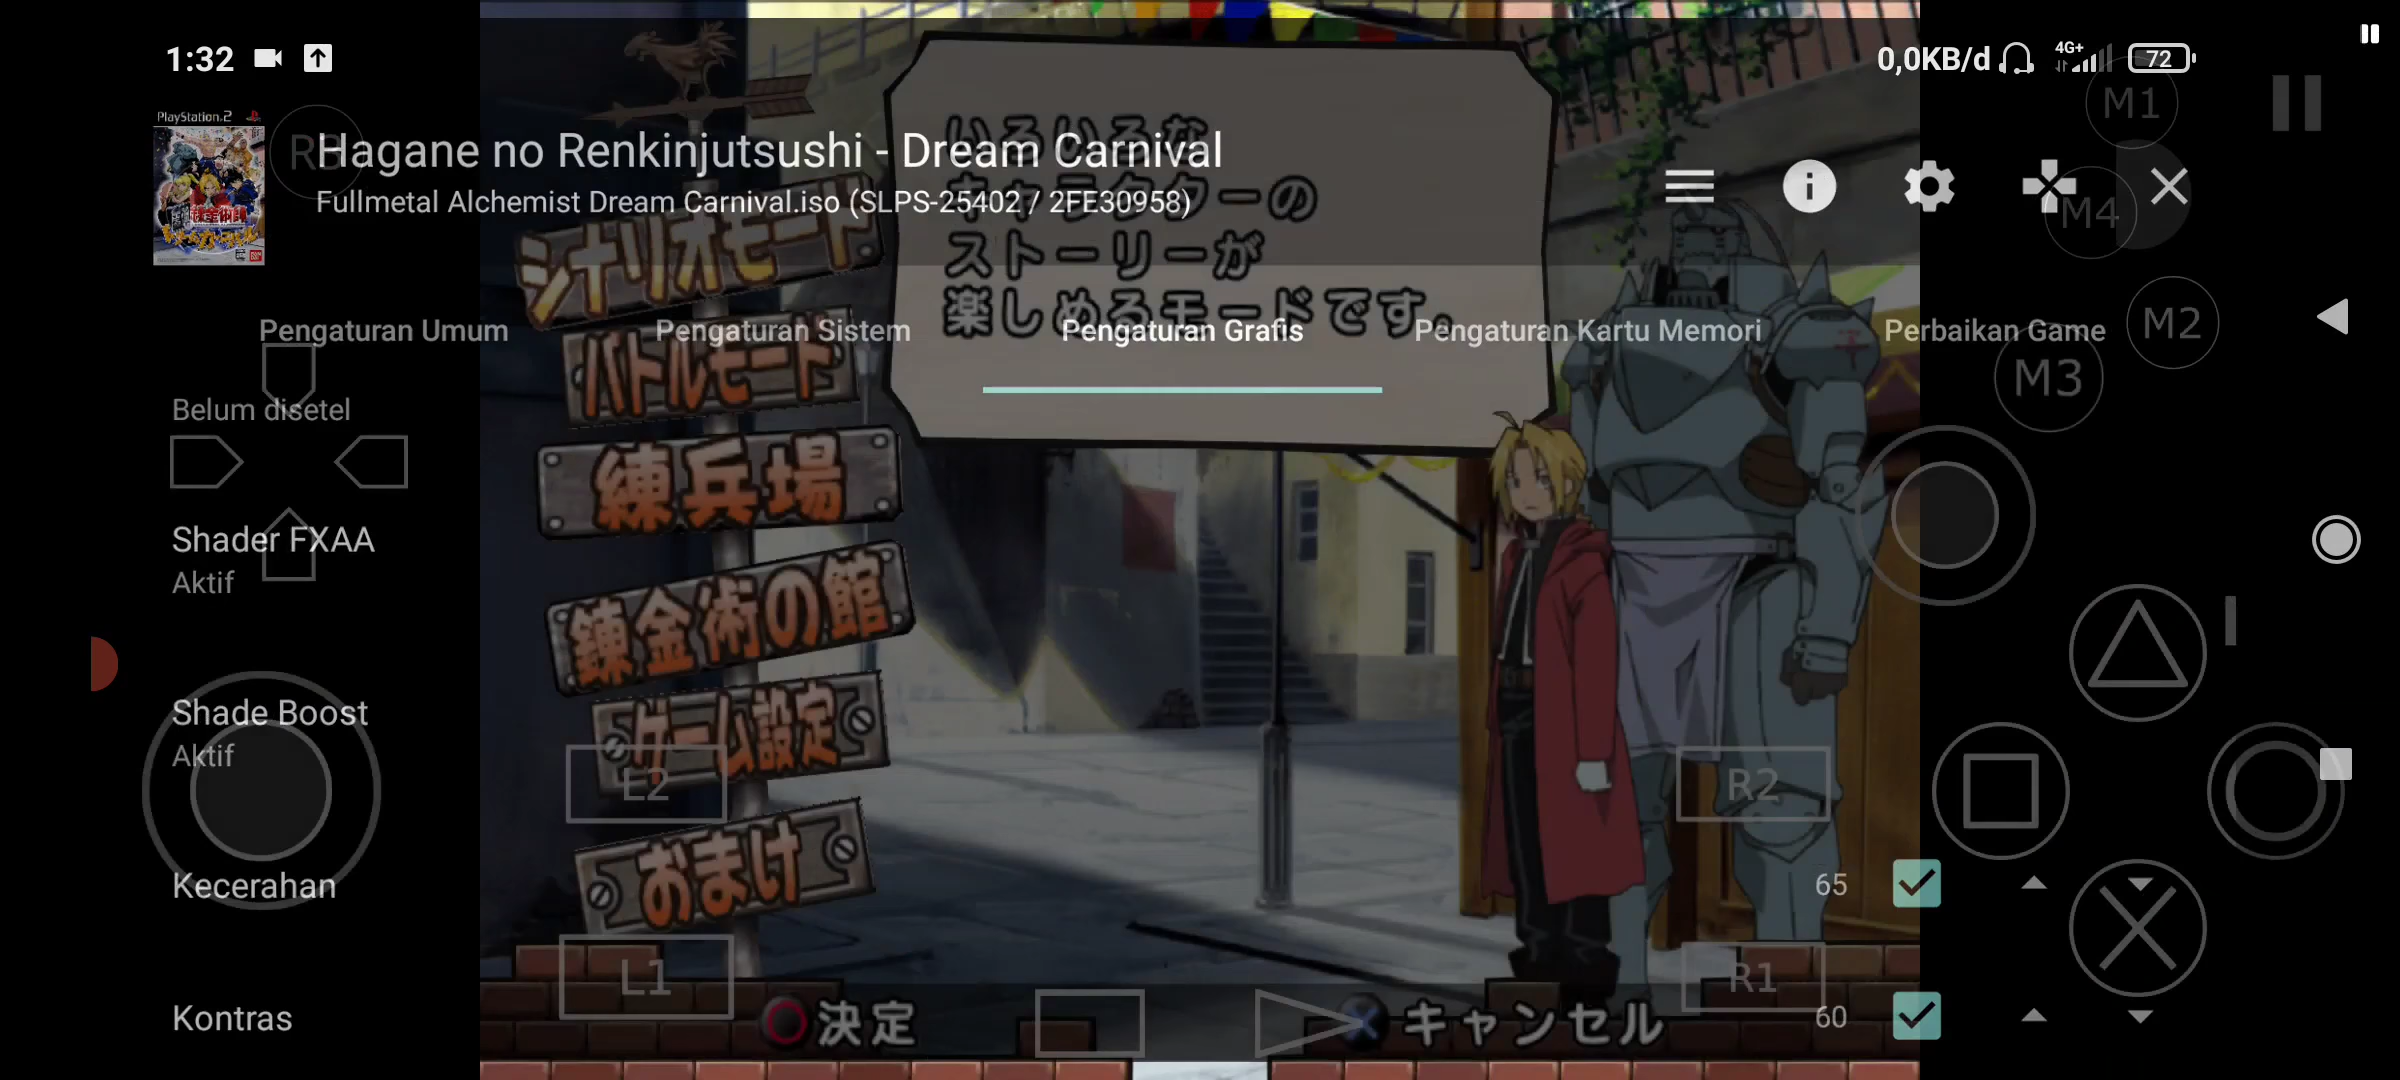 1:32
0,0KB/d
4G+
72
PlayStation.2
Hagane no Renkinjutsushi - Dream Carnival
Fullmetal Alchemist Dream Carnival.iso (SLPS-25402 / 2FE30958)
M1
M4
M2
M3
いろいろな
キャラクターの
ストーリーが
楽しめるモードです。
Pengaturan Umum
Pengaturan Sistem
Pengaturan Grafis
Pengaturan Kartu Memori
Perbaikan Game
シナリオモード
バトルモード
練兵場
錬金術の館
ゲーム設定
おまけ
Belum disetel
Shader FXAA
Aktif
Shade Boost
Aktif
L2
R2
Kecerahan
65
L1
R1
Kontras
60
決定
キャンセル